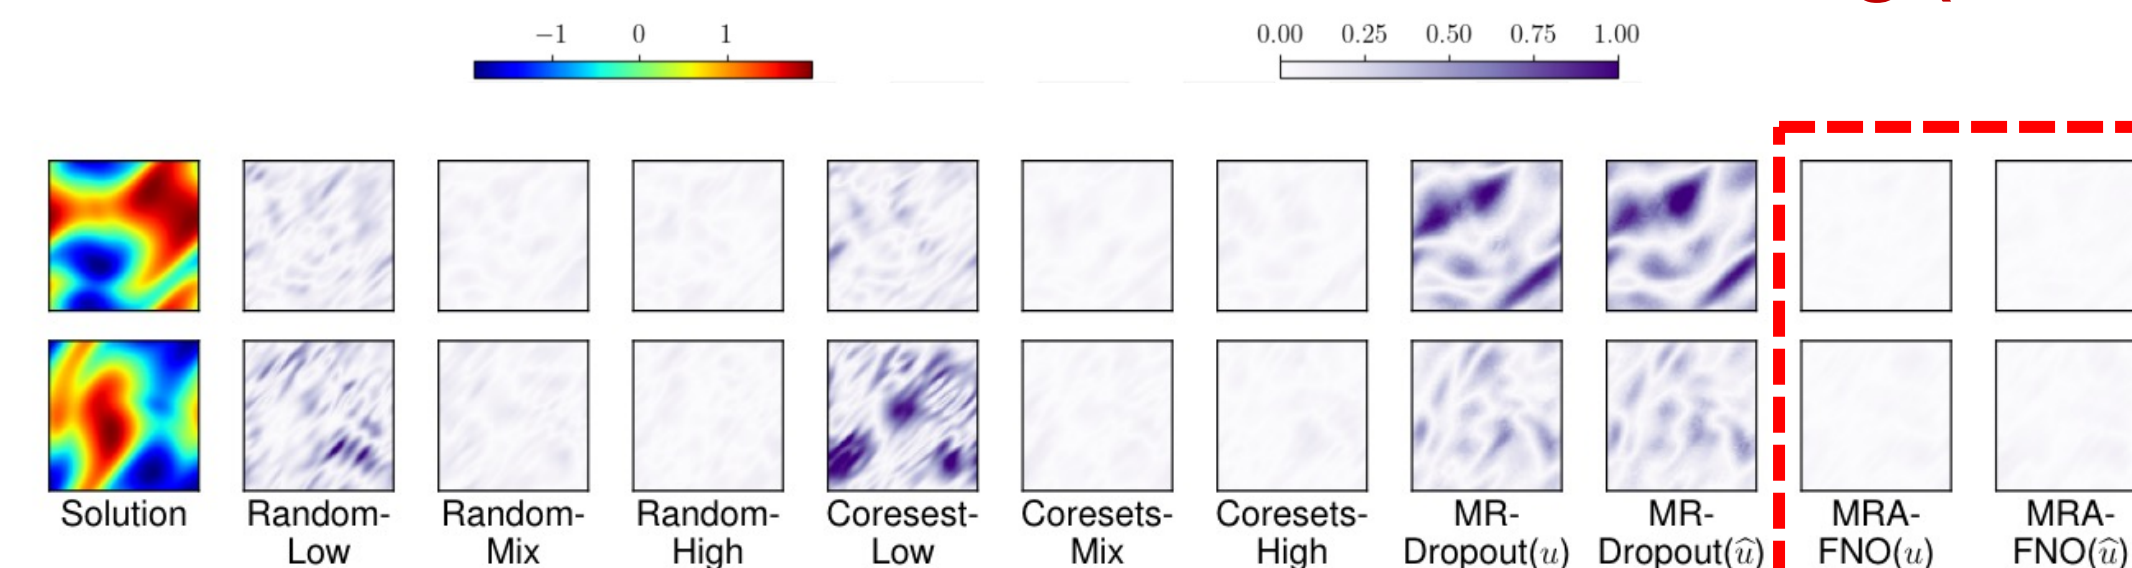 −1 0 1
0.00 0.25 0.50 0.75 1.00
Solution Random- Random- Random- Coresest- Coresets- Coresets- MR- MR- MRA- MRA-
Low Mix High Low Mix High Dropout(u) Dropout(û) FNO(u) FNO(û)